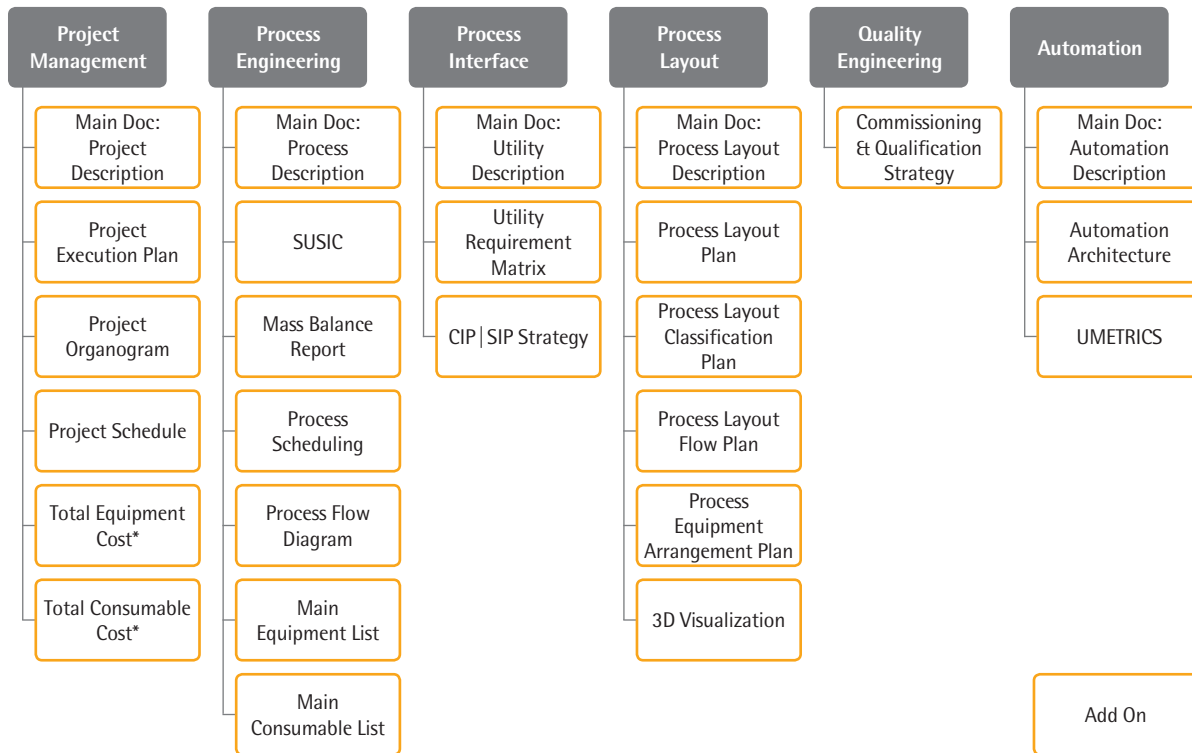 Project
Management
Process
Engineering
Process
Interface
Process
Layout
Quality
Engineering
Automation
Main Doc:
Project
Description
Project
Execution Plan
Project
Organogram
Project Schedule
Total Equipment
Cost*
Total Consumable
Cost*
Main Doc:
Process
Description
SUSIC
Mass Balance
Report
Process
Scheduling
Process Flow
Diagram
Main
Equipment List
Main
Consumable List
Main Doc:
Utility
Description
Utility
Requirement
Matrix
CIP | SIP Strategy
Main Doc:
Process Layout
Description
Process Layout
Plan
Process Layout
Classification
Plan
Process Layout
Flow Plan
Process
Equipment
Arrangement Plan
3D Visualization
Commissioning
& Qualification
Strategy
Main Doc:
Automation
Description
Automation
Architecture
UMETRICS
Add On